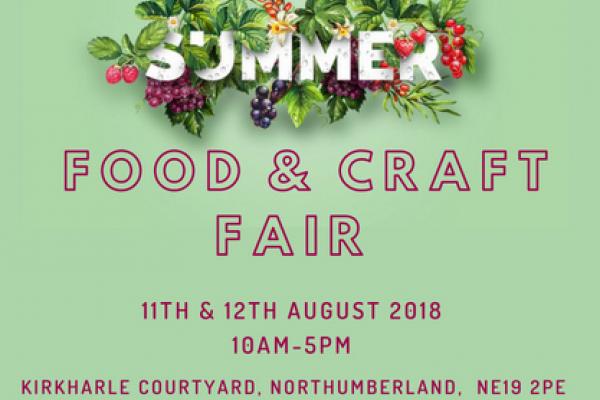 SUMMER
FOOD & CRAFT
FAIR
11TH & 12TH AUGUST 2018
10AM-5PM
KIRKHARLE COURTYARD, NORTHUMBERLAND, NE19 2PE